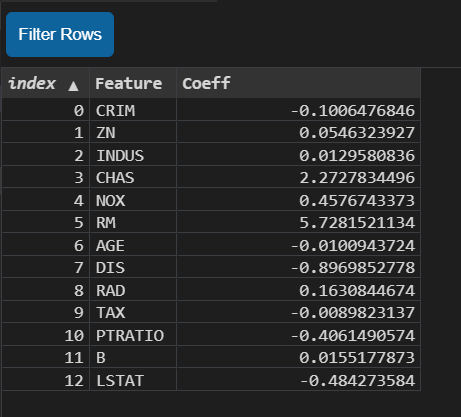 Filter Rows
index ▲ Feature Coeff
0 CRIM -0.1006476846
1 ZN 0.0546323927
2 INDUS 0.0129580836
3 CHAS 2.2727834496
4 NOX 0.4576743373
5 RM 5.7281521134
6 AGE -0.0100943724
7 DIS -0.8969852778
8 RAD 0.1630844674
9 TAX -0.0089823137
10 PTRATIO -0.4061490574
11 B 0.0155177873
12 LSTAT -0.484273584